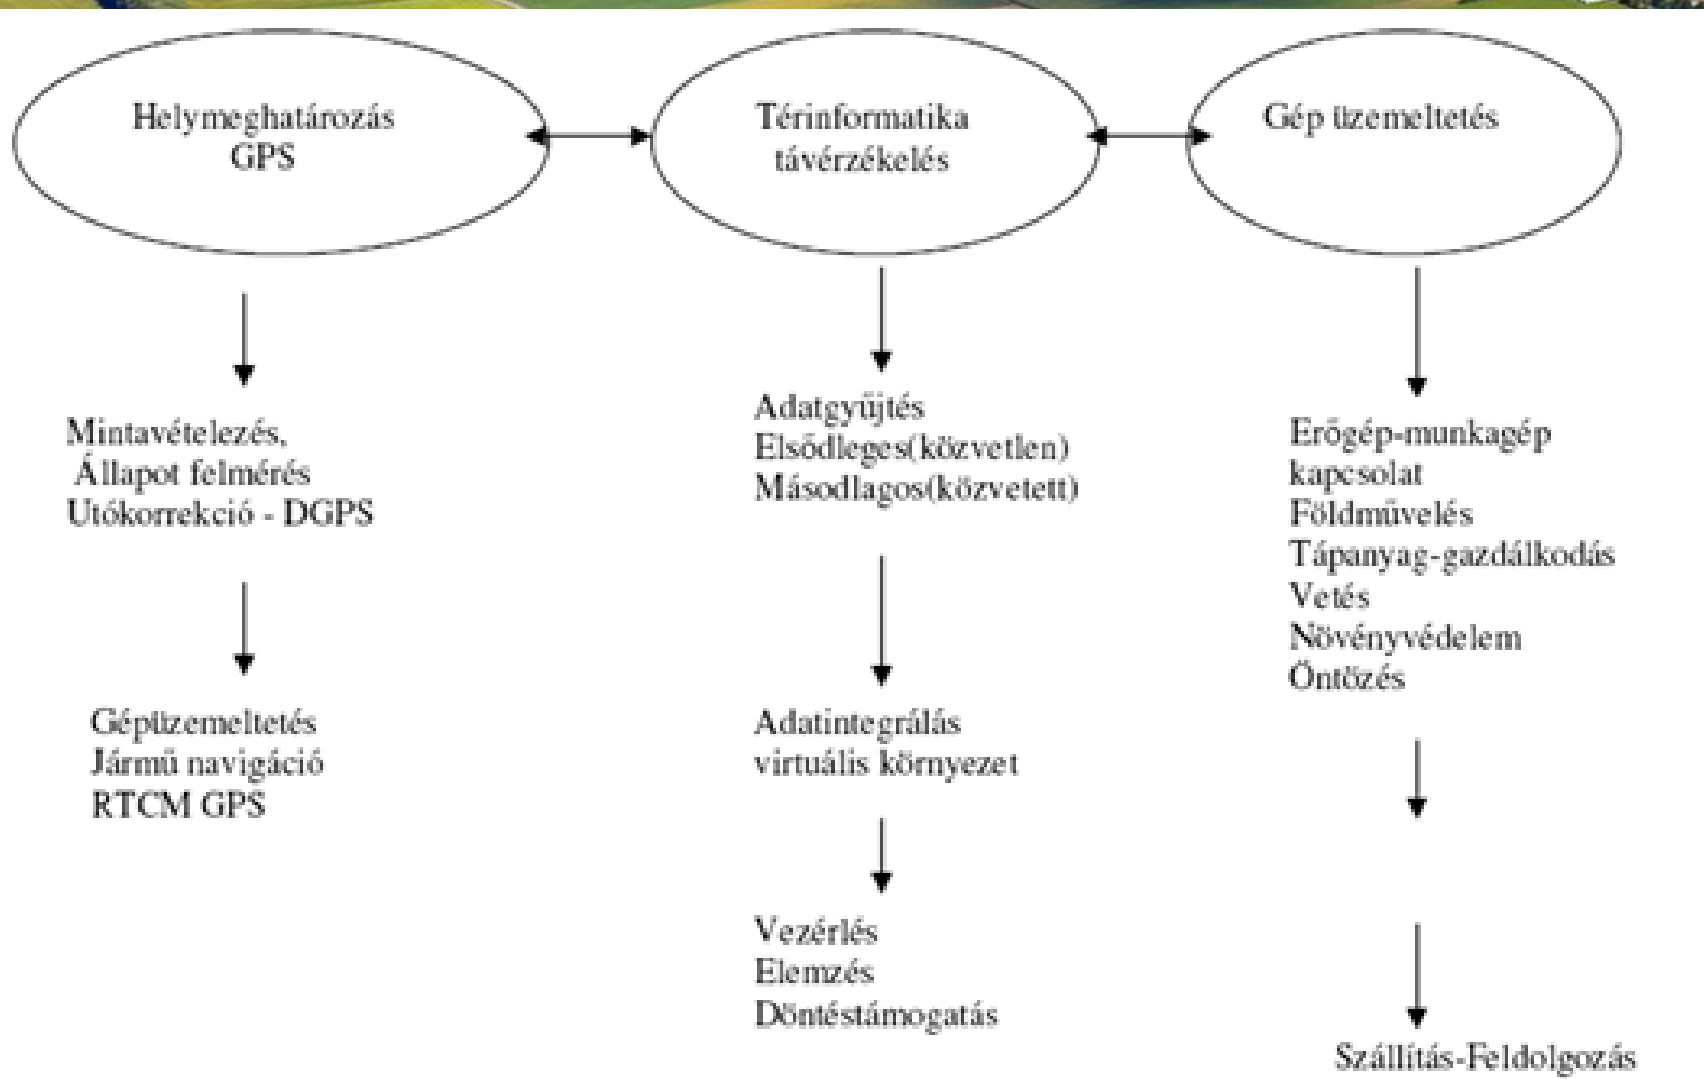 Helymeghatározás
GPS
Térinformatika
távérzékelés
Gép üzemeltetés
Mintavételezés,
Állapot felmérés
Utókorrekció - DGPS
Gépüzemeltetés
Jármű navigáció
RTCM GPS
Adatgyűjtés
Elsődleges(közvetlen)
Másodlagos(közvetett)
Adatintegrálás
virtuális környezet
Vezérlés
Elemzés
Döntéstámogatás
Erőgép-munkagép
kapcsolat
Földművelés
Tápanyag-gazdálkodás
Vetés
Növényvédelem
Öntözés
Szállítás-Feldolgozás